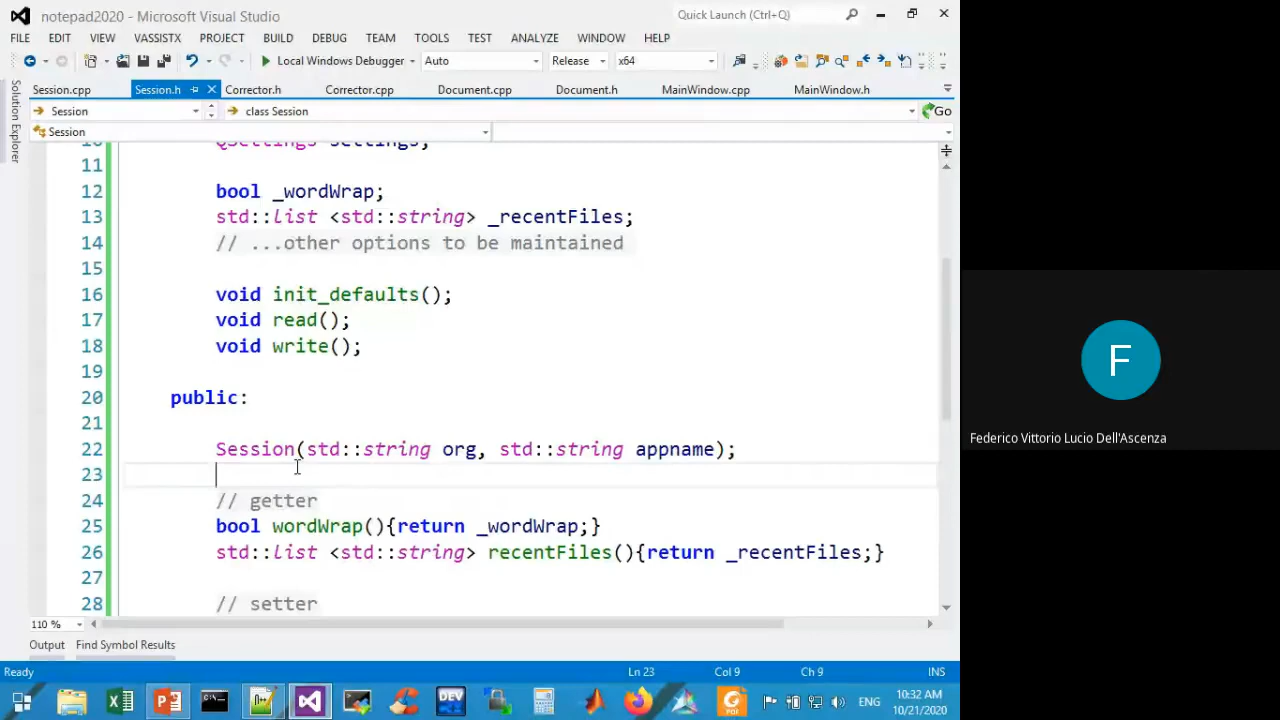 notepad2020 - Microsoft Visual Studio
Quick Launch (Ctrl+Q)
FILE EDIT VIEW VASSISTX PROJECT BUILD DEBUG TEAM TOOLS TEST ANALYZE WINDOW HELP
Local Windows Debugger Auto Release x64
Session.cpp Session.h Corrector.h Corrector.cpp Document.cpp Document.h MainWindow.cpp MainWindow.h
Session class Session Go
Session
Solution Explorer
10 QSettings settings;
11
12 bool _wordWrap;
13 std::list <std::string> _recentFiles;
14 // ...other options to be maintained
15
16 void init_defaults();
17 void read();
18 void write();
19
20 public:
21
22 Session(std::string org, std::string appname);
23
24 // getter
25 bool wordWrap(){return _wordWrap;}
26 std::list <std::string> recentFiles(){return _recentFiles;}
27
28 // setter
110 %
Output Find Symbol Results
Ready Ln 23 Col 9 Ch 9 INS
DEV
PDF
ENG
10:32 AM
10/21/2020
F
Federico Vittorio Lucio Dell'Ascenza